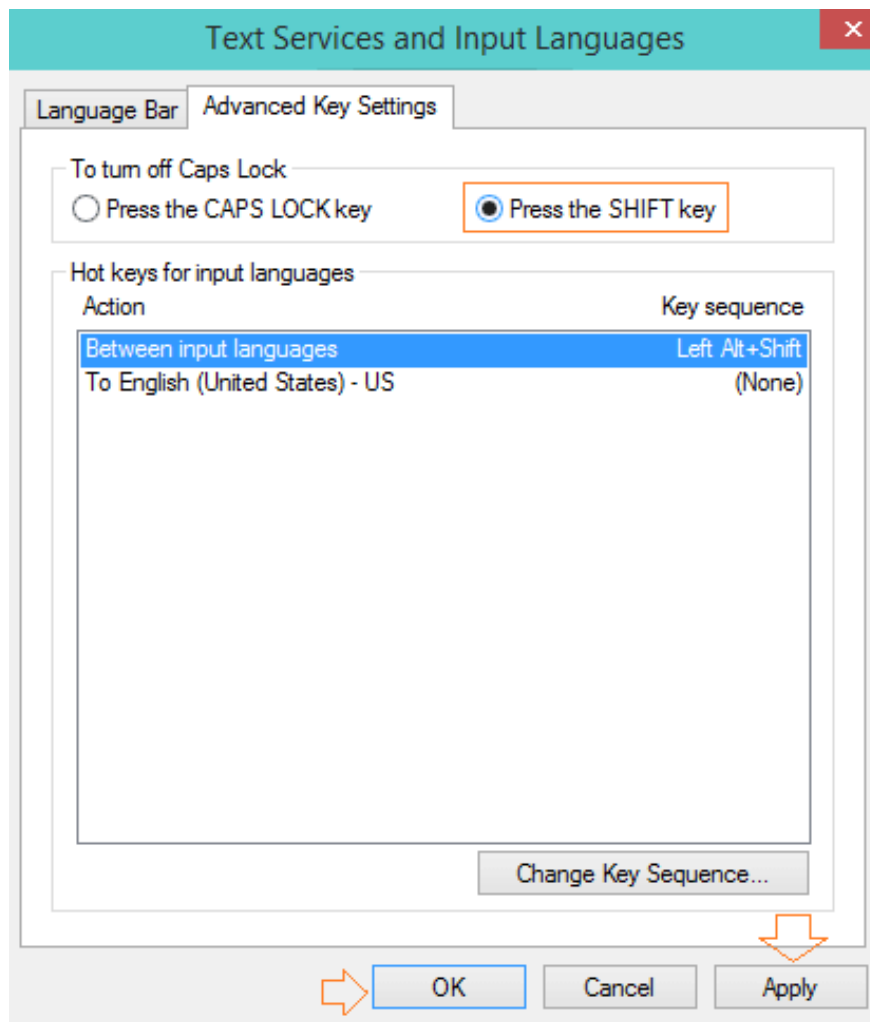 Text Services and Input Languages
Language Bar
Advanced Key Settings
To turn off Caps Lock
Press the CAPS LOCK key
Press the SHIFT key
Hot keys for input languages
Action
Key sequence
Between input languages
Left Alt+Shift
To English (United States) - US
(None)
Change Key Sequence...
OK
Cancel
Apply